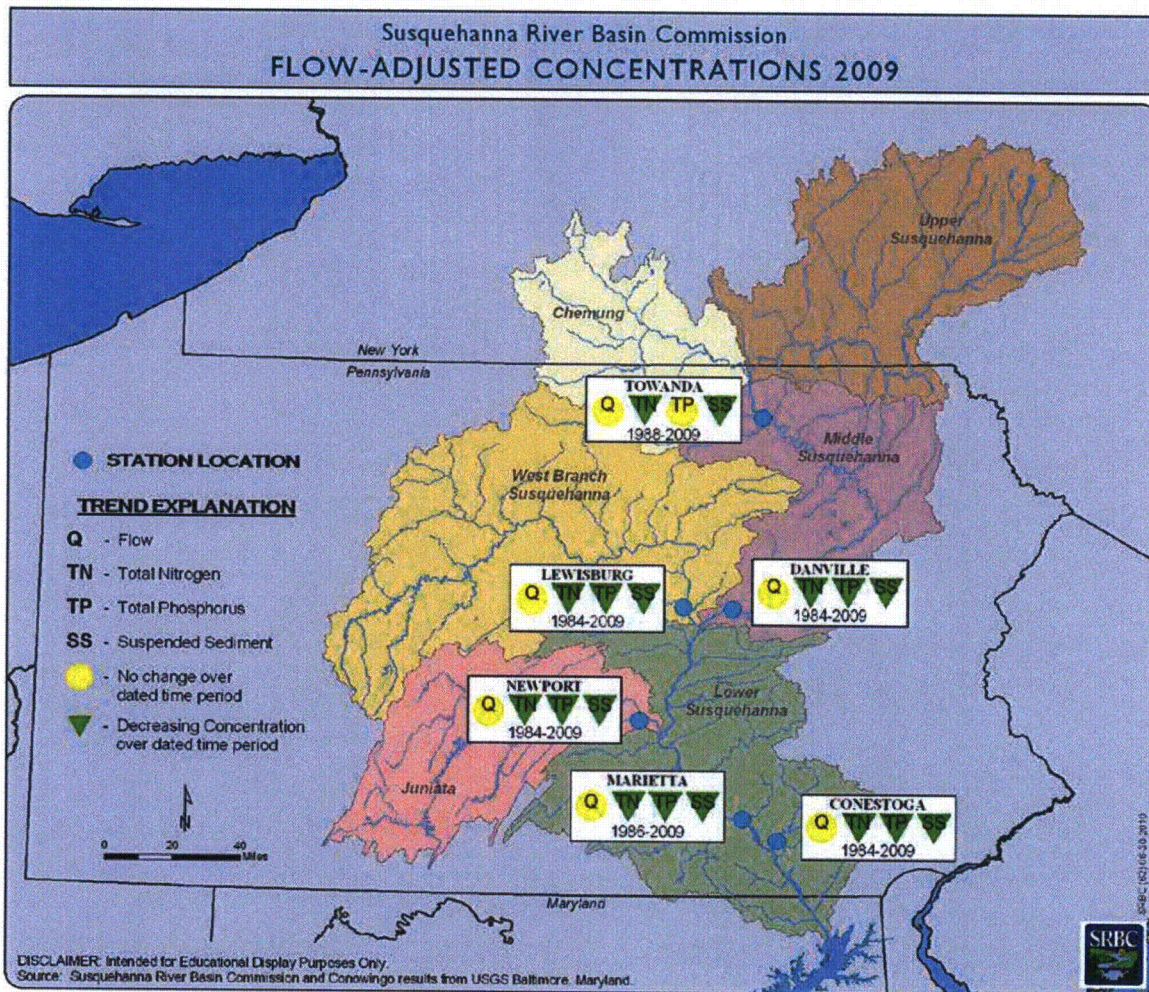 Susquehanna River Basin Commission
FLOW-ADJUSTED CONCENTRATIONS 2009
Upper
Susquehanna
Chemung
New York
Pennsylvania
TOWANDA
Q TN TP SS
1988-2009
Middle
Susquehanna
West Branch
Susquehanna
STATION LOCATION
TREND EXPLANATION
Q - Flow
TN - Total Nitrogen
TP - Total Phosphorus
SS - Suspended Sediment
- No change over
dated time period
- Decreasing Concentration
over dated time period
LEWISBURG
Q TN TP SS
1984-2009
DANVILLE
Q TN TP SS
1984-2009
NEWPORT
Q TN TP SS
1984-2009
Lower
Susquehanna
Juniata
MARIETTA
Q TN TP SS
1986-2009
CONESTOGA
Q TN TP SS
1984-2009
N
0 20 40
Miles
Maryland
SRBC
DISCLAIMER: Intended for Educational Display Purposes Only.
Source: Susquehanna River Basin Commission and Conowingo results from USGS Baltimore, Maryland.